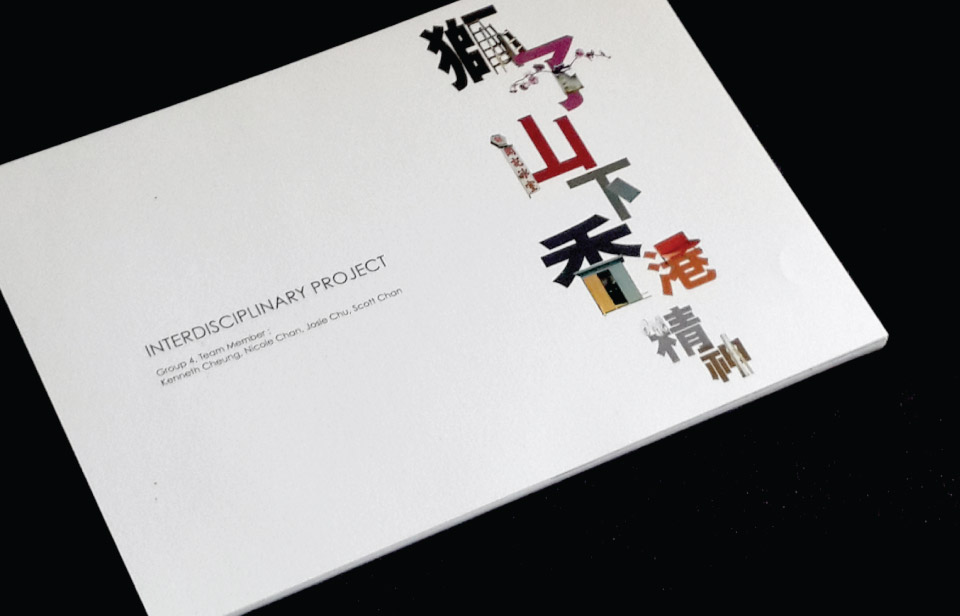 獅子
山下
香港
精神
INTERDISCIPLINARY PROJECT
Group 4, Team Member :
Kenneth Cheung, Nicole Chan, Josie Chu, Scott Chan